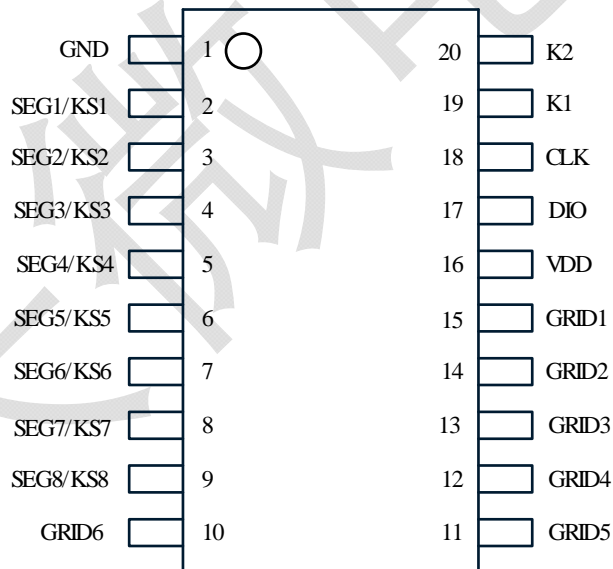 GND 1 20 K2
SEG1/KS1 2 19 K1
SEG2/KS2 3 18 CLK
SEG3/KS3 4 17 DIO
SEG4/KS4 5 16 VDD
SEG5/KS5 6 15 GRID1
SEG6/KS6 7 14 GRID2
SEG7/KS7 8 13 GRID3
SEG8/KS8 9 12 GRID4
GRID6 10 11 GRID5
微